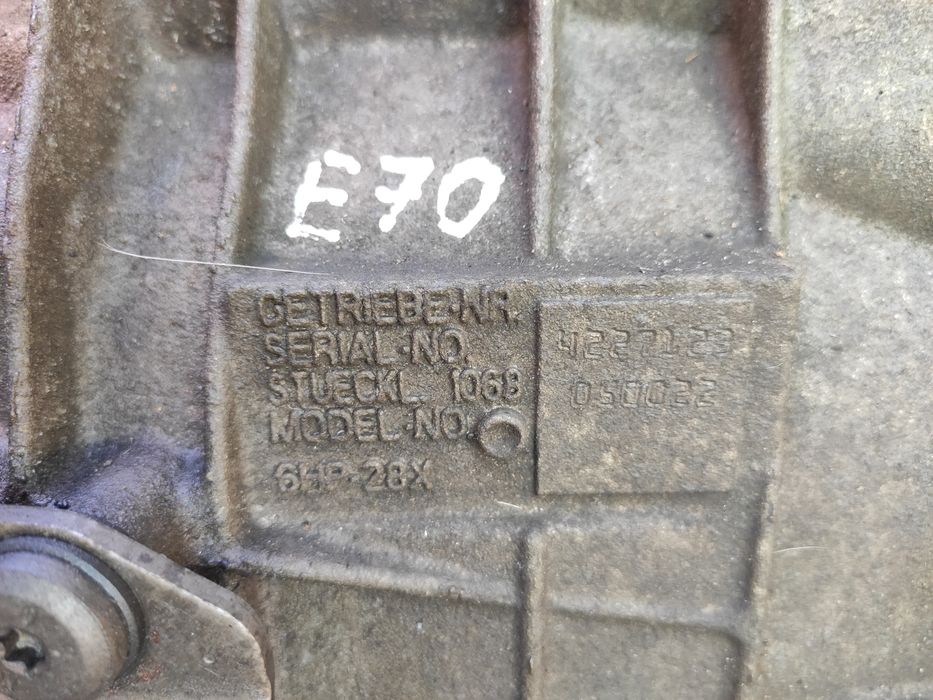 E70
GETRIEBE-NR.
SERIAL-NO.
STUECKL. 1068
MODEL-NO.
6HP-28X
4227123
030022